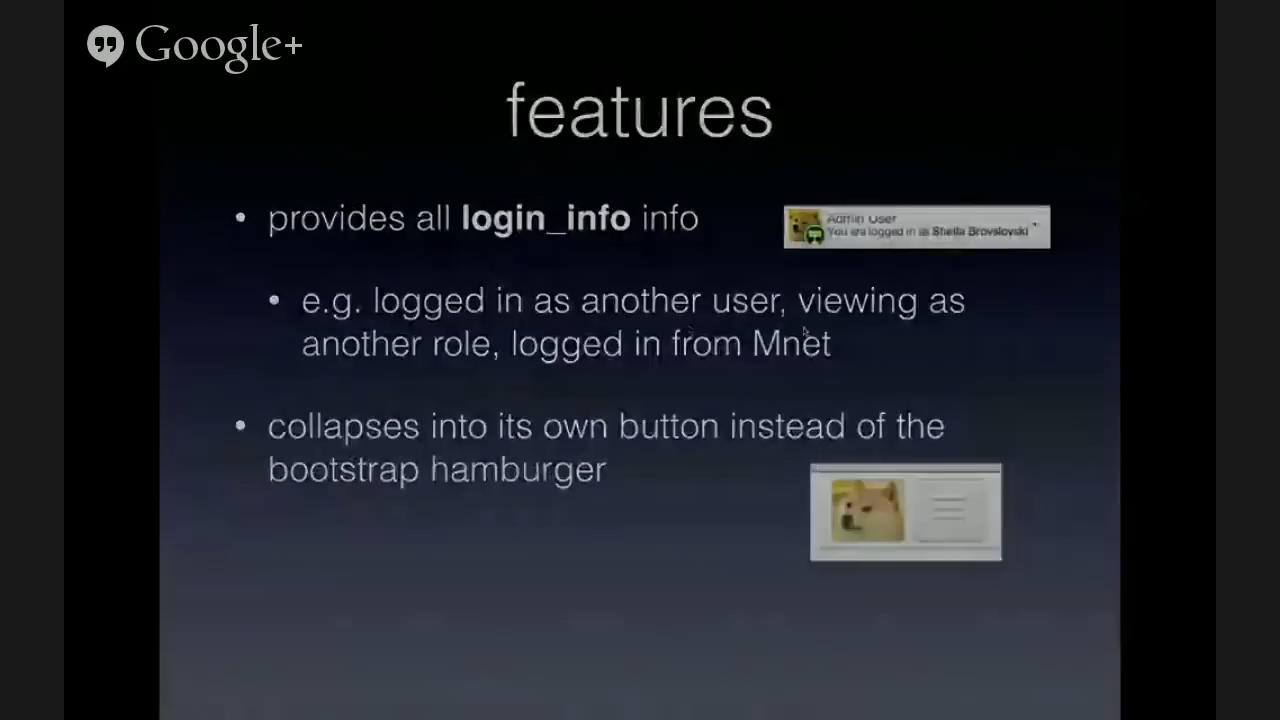 Google+
features
• provides all login_info info
Admin User
You are logged in as Sheila Brovslovski
• e.g. logged in as another user, viewing as
another role, logged in from Mnet
• collapses into its own button instead of the
bootstrap hamburger